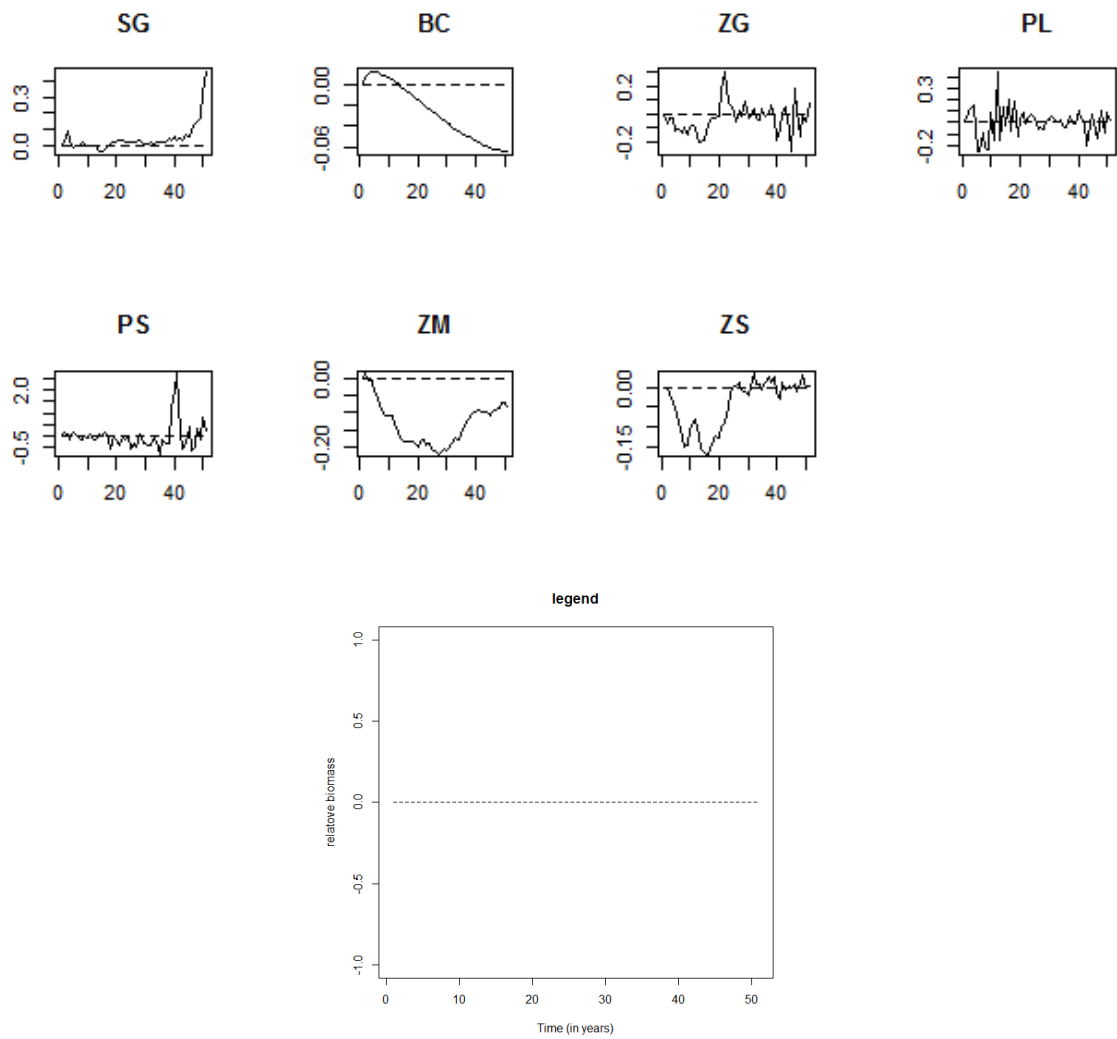 SG BC ZG PL
0.3 0.00 0.2 0.3
0.0 -0.06 -0.2 -0.2
0 20 40 0 20 40 0 20 40 0 20 40
PS ZM ZS
2.0 0.00 0.00
-0.5 -0.20 -0.15
0 20 40 0 20 40 0 20 40
legend
1.0
0.5
0.0
-0.5
-1.0
relatove biomass
0 10 20 30 40 50
Time (in years)